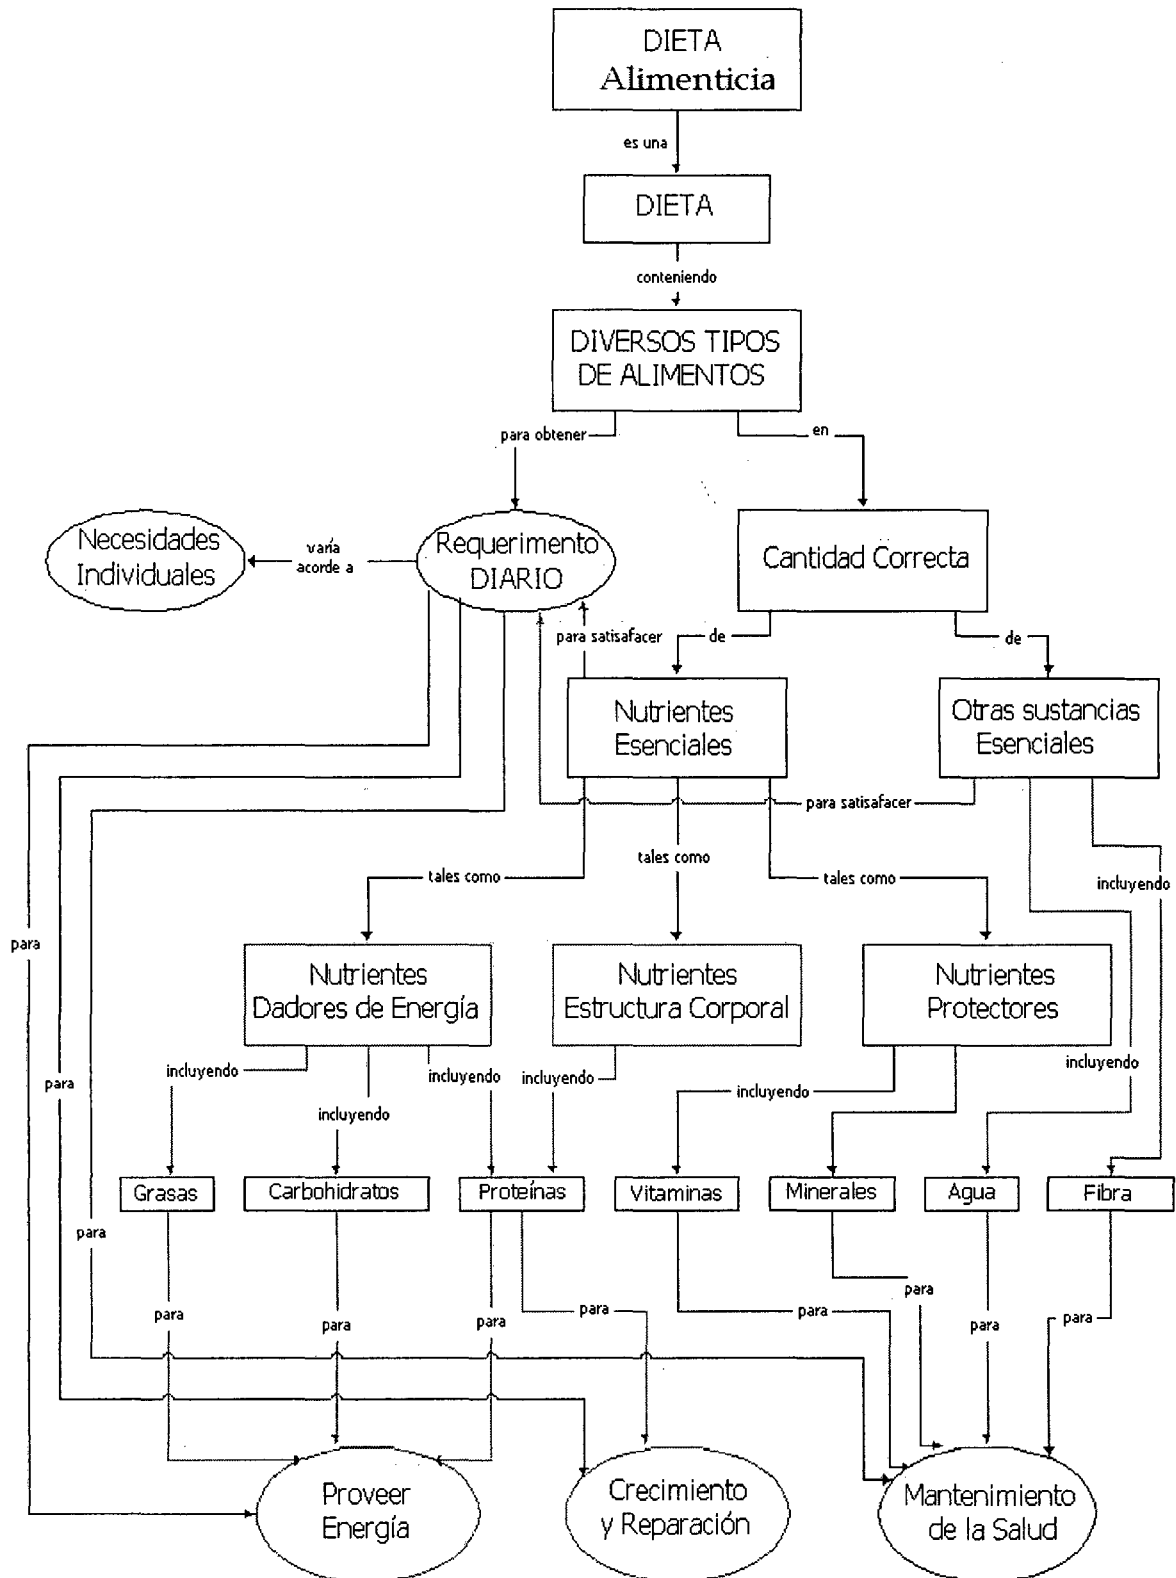 DIETA
Alimenticia
es una
DIETA
conteniendo
DIVERSOS TIPOS
DE ALIMENTOS
para obtener
en
Necesidades
Individuales
varía
acorde a
Requerimento
DIARIO
Cantidad Correcta
para satisafacer
de
de
Nutrientes
Esenciales
Otras sustancias
Esenciales
para satisafacer
tales como
tales como
tales como
incluyendo
para
Nutrientes
Dadores de Energía
Nutrientes
Estructura Corporal
Nutrientes
Protectores
para
incluyendo
incluyendo
incluyendo
incluyendo
incluyendo
incluyendo
Grasas
Carbohidratos
Proteínas
Vitaminas
Minerales
Agua
Fibra
para
para
para
para
para
para
para
para
para
Proveer
Energía
Crecimiento
y Reparación
Mantenimiento
de la Salud